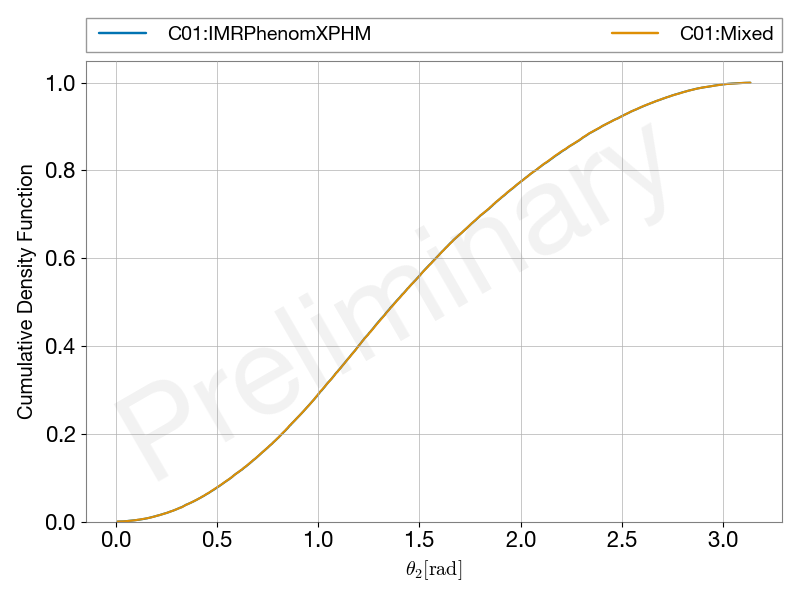 C01:IMRPhenomXPHM C01:Mixed
Cumulative Density Function
1.0
0.8
0.6
0.4
0.2
0.0
Preliminary
0.0 0.5 1.0 1.5 2.0 2.5 3.0
θ₂[rad]